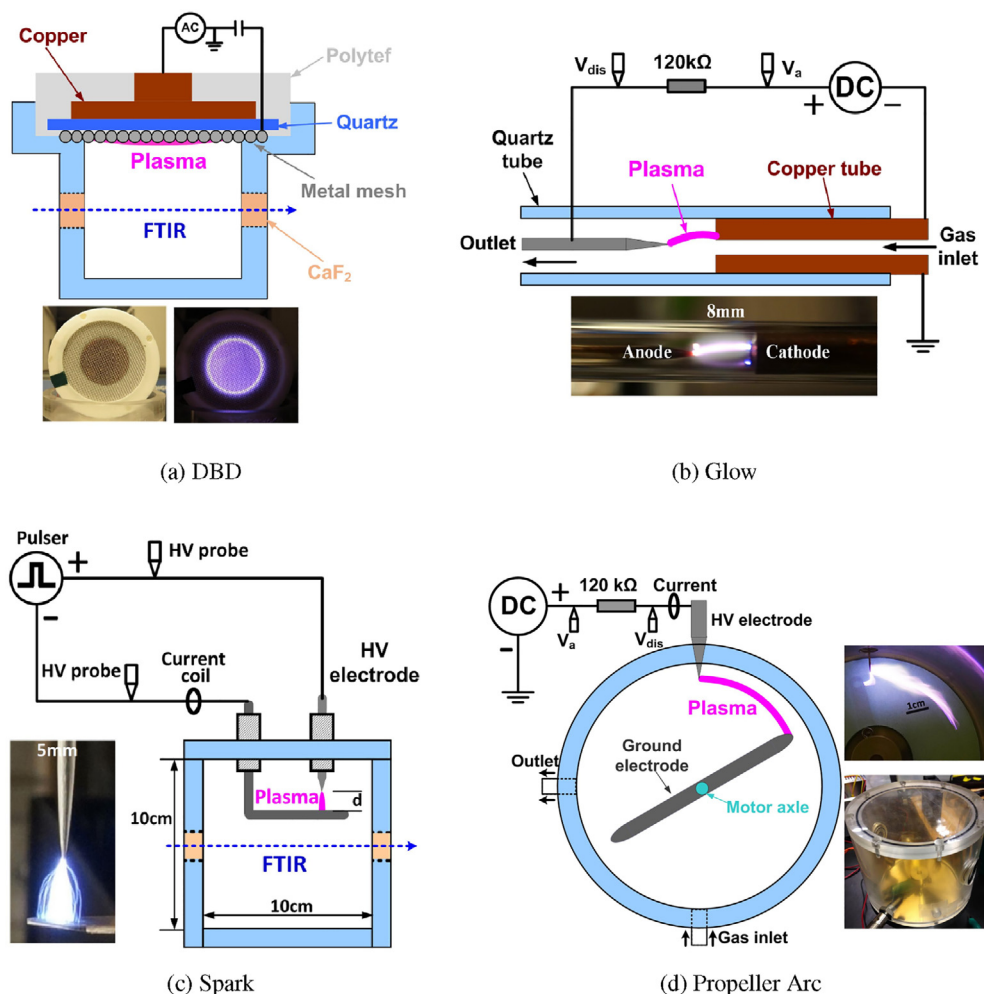 AC
Copper
Polytef
Quartz
Plasma
Metal mesh
FTIR
CaF2
(a) DBD
120kΩ
Vdis
Va
+
DC
−
Quartz
tube
Plasma
Copper tube
Outlet
Gas
inlet
8mm
Anode
Cathode
(b) Glow
Pulser
+
HV probe
−
HV probe
Current
coil
HV
electrode
5mm
Plasma
d
10cm
FTIR
10cm
(c) Spark
DC
+
120 kΩ
Current
HV electrode
−
Va
Vdis
Plasma
1cm
Ground
electrode
Outlet
Motor axle
Gas inlet
(d) Propeller Arc